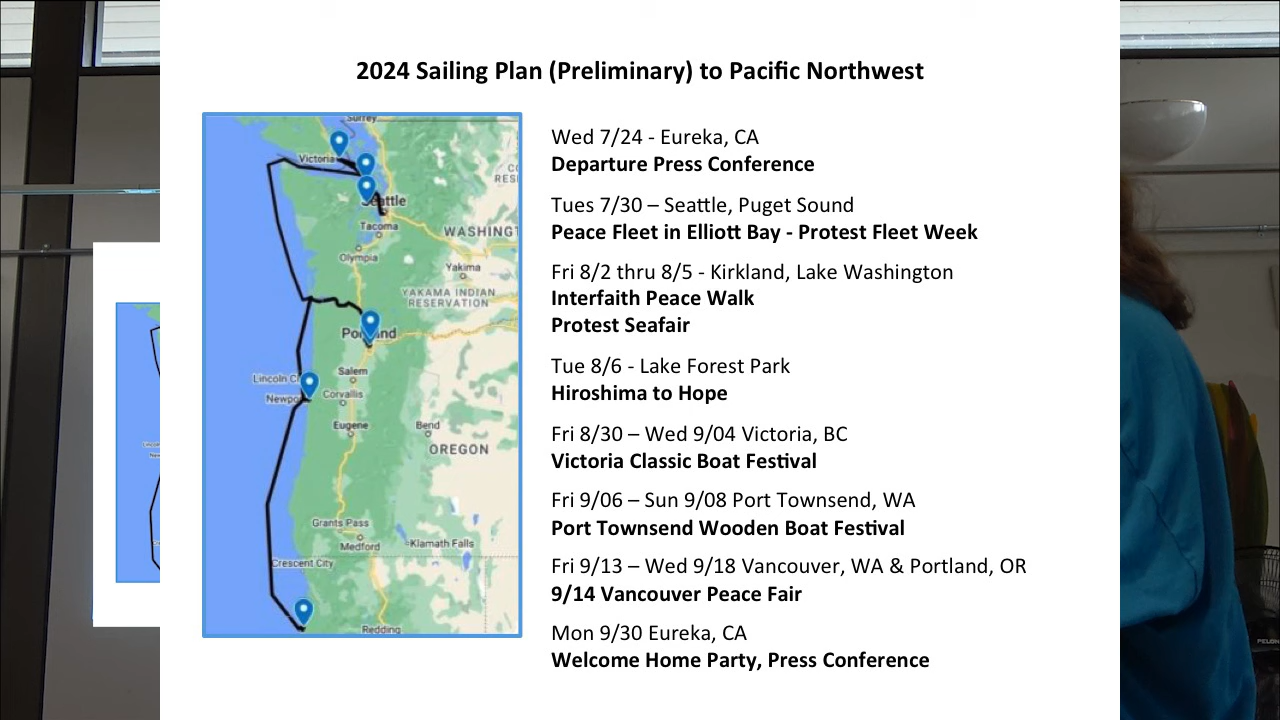 2024 Sailing Plan (Preliminary) to Pacific Northwest
Wed 7/24 - Eureka, CA
Departure Press Conference
Tues 7/30 – Seattle, Puget Sound
Peace Fleet in Elliott Bay - Protest Fleet Week
Fri 8/2 thru 8/5 - Kirkland, Lake Washington
Interfaith Peace Walk
Protest Seafair
Tue 8/6 - Lake Forest Park
Hiroshima to Hope
Fri 8/30 – Wed 9/04 Victoria, BC
Victoria Classic Boat Festival
Fri 9/06 – Sun 9/08 Port Townsend, WA
Port Townsend Wooden Boat Festival
Fri 9/13 – Wed 9/18 Vancouver, WA & Portland, OR
9/14 Vancouver Peace Fair
Mon 9/30 Eureka, CA
Welcome Home Party, Press Conference
Surrey
Victoria
Seattle
Tacoma
WASHINGT
Olympia
Yakima
YAKAMA INDIAN
RESERVATION
Portland
Salem
Lincoln Ci
Corvallis
Newpo
Eugene
Bend
OREGON
Grants Pass
Medford
Klamath Falls
Crescent City
Redding